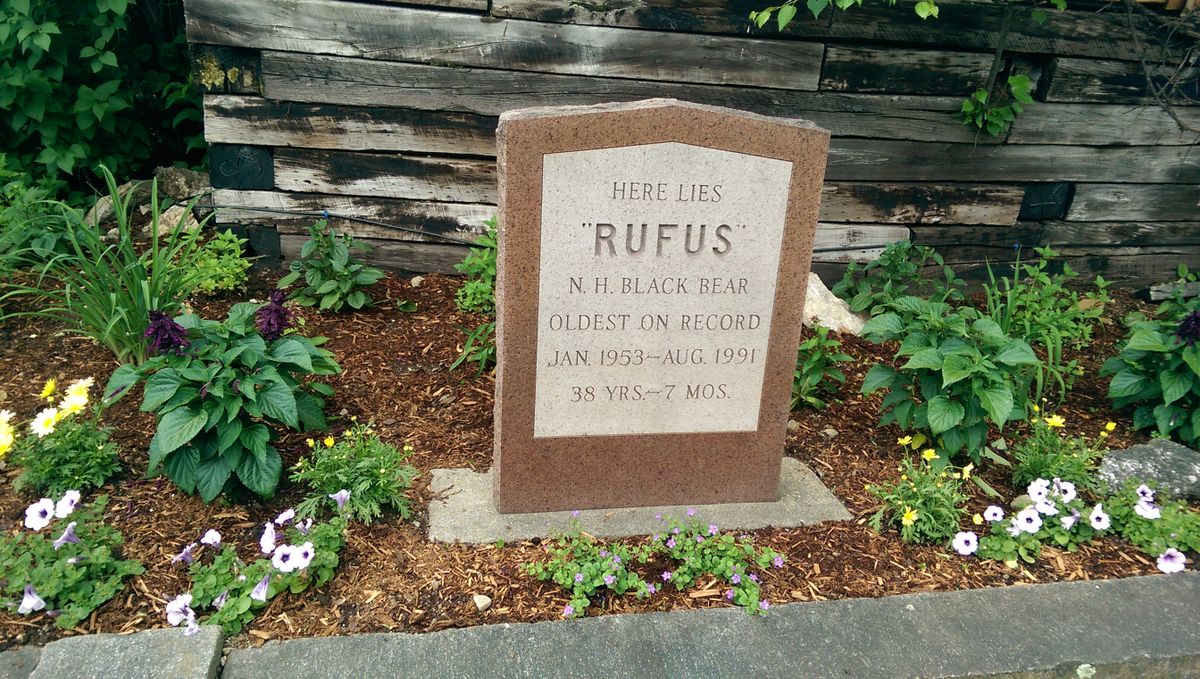 HERE LIES
"RUFUS"
N. H. BLACK BEAR
OLDEST ON RECORD
JAN. 1953–AUG. 1991
38 YRS.–7 MOS.